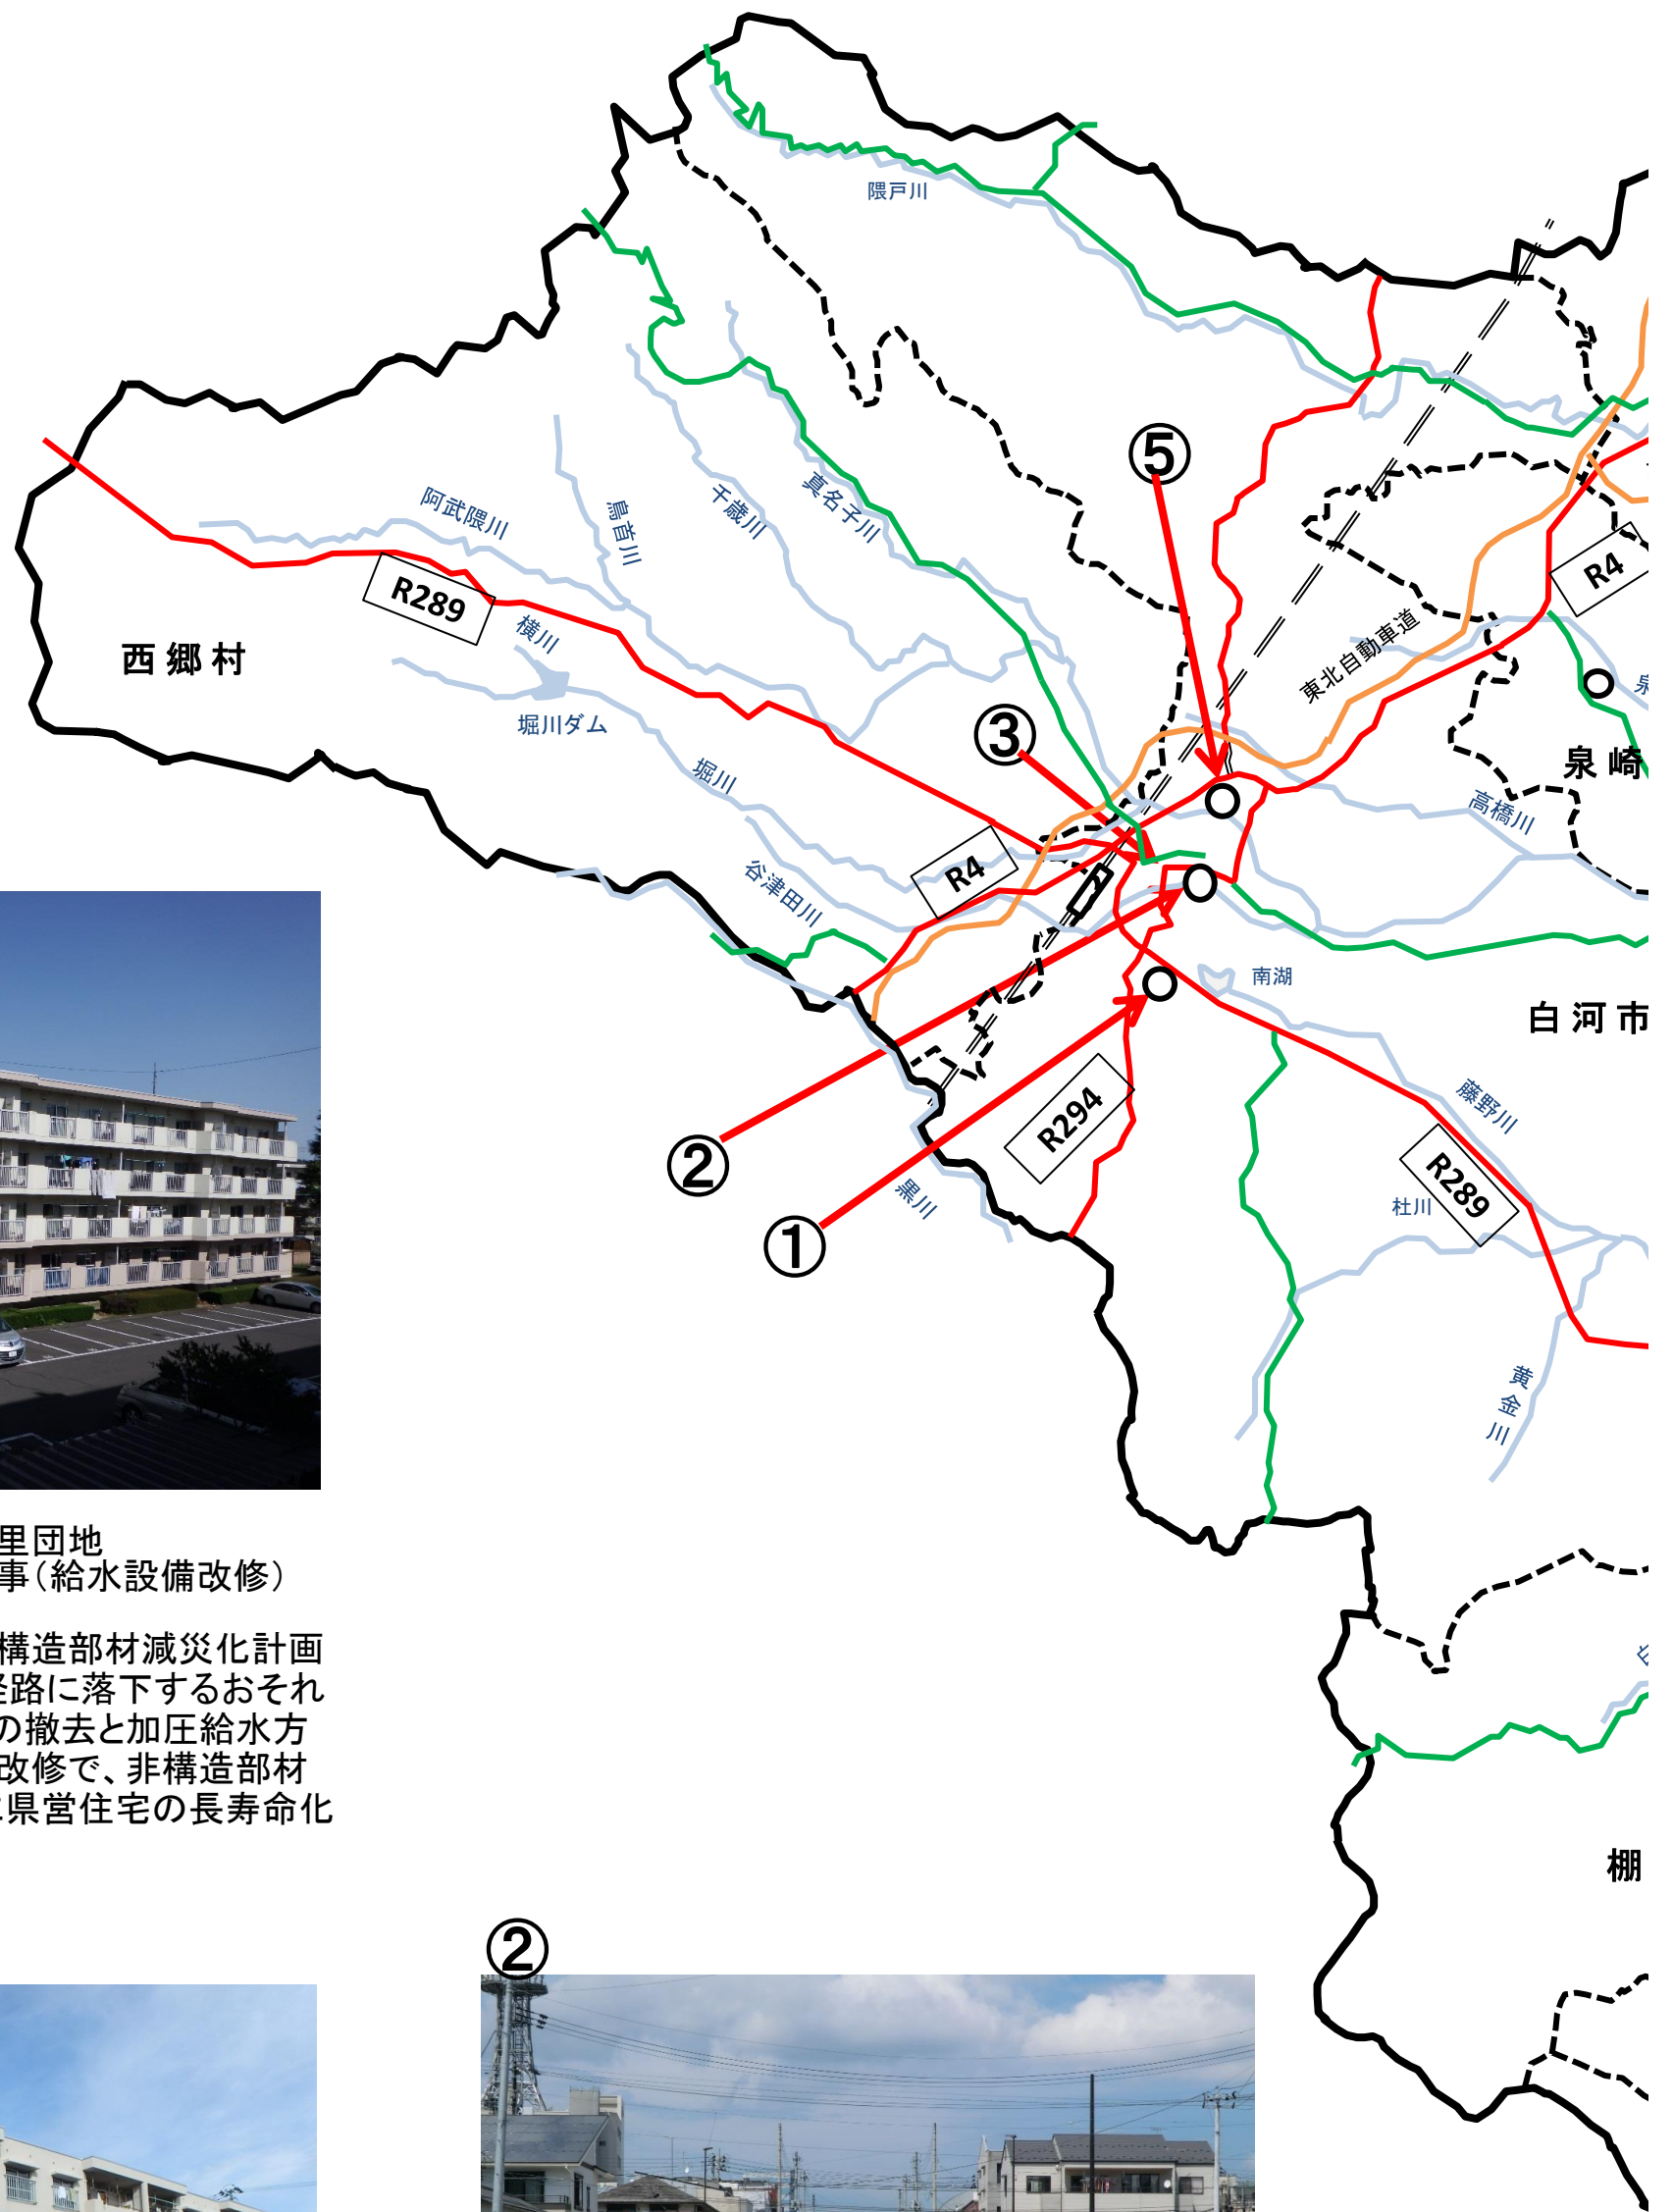 隈戸川
⑤
阿武隈川
鳥首川
千歳川
真名子川
R289
R4
横川
東北自動車道
西郷村
堀川ダム
③
泉崎
堀川
高橋川
R4
谷津田川
南湖
白河市
R294
藤野川
②
R289
黒川
社川
①
黄金川
里団地
事（給水設備改修）
構造部材減災化計画
経路に落下するおそれ
の撤去と加圧給水方
改修で、非構造部材
県営住宅の長寿命化
棚
②